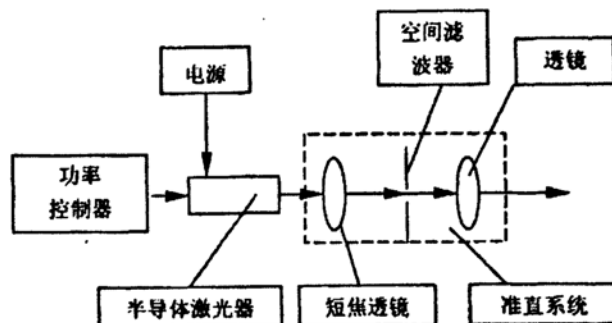 空间滤
波器
透镜
电源
功率
控制器
半导体激光器
短焦透镜
准直系统